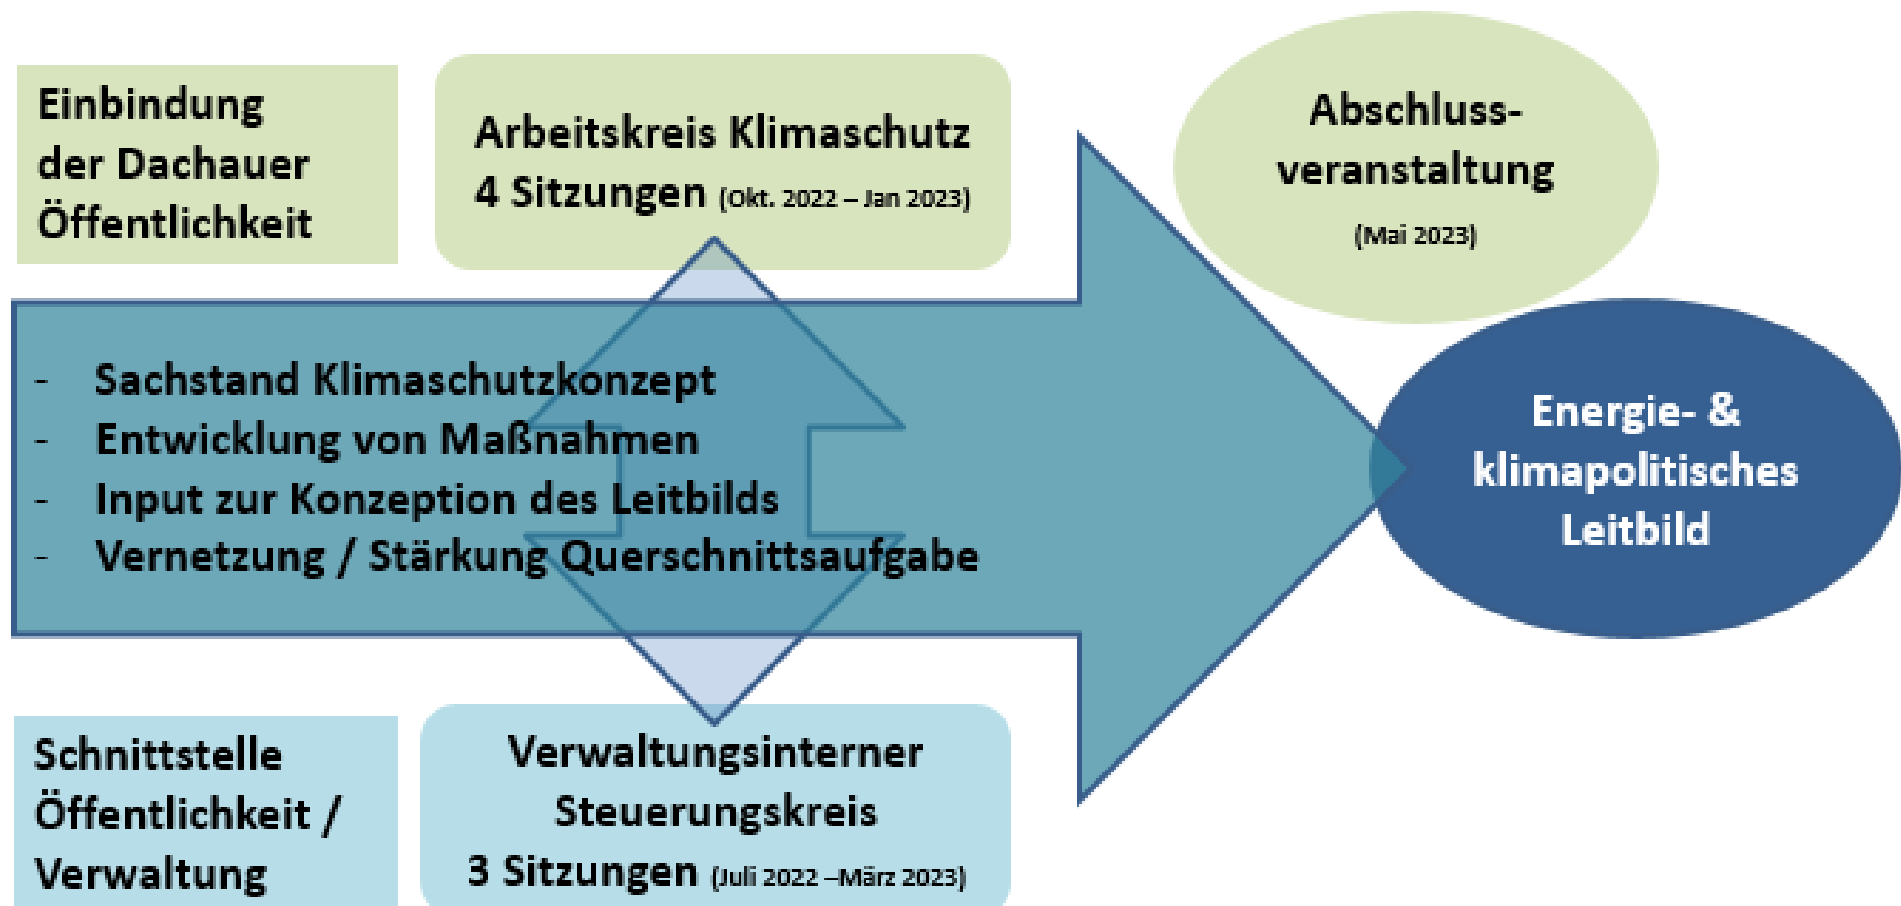 Einbindung
der Dachauer
Öffentlichkeit
Arbeitskreis Klimaschutz
4 Sitzungen (Okt. 2022 – Jan 2023)
Abschluss-
veranstaltung
(Mai 2023)
- Sachstand Klimaschutzkonzept
- Entwicklung von Maßnahmen
- Input zur Konzeption des Leitbilds
- Vernetzung / Stärkung Querschnittsaufgabe
Energie- &
klimapolitisches
Leitbild
Schnittstelle
Öffentlichkeit /
Verwaltung
Verwaltungsinterner
Steuerungskreis
3 Sitzungen (Juli 2022 –März 2023)